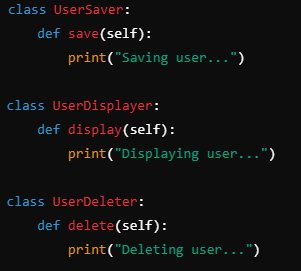 class UserSaver:
    def save(self):
        print("Saving user...")

class UserDisplayer:
    def display(self):
        print("Displaying user...")

class UserDeleter:
    def delete(self):
        print("Deleting user...")